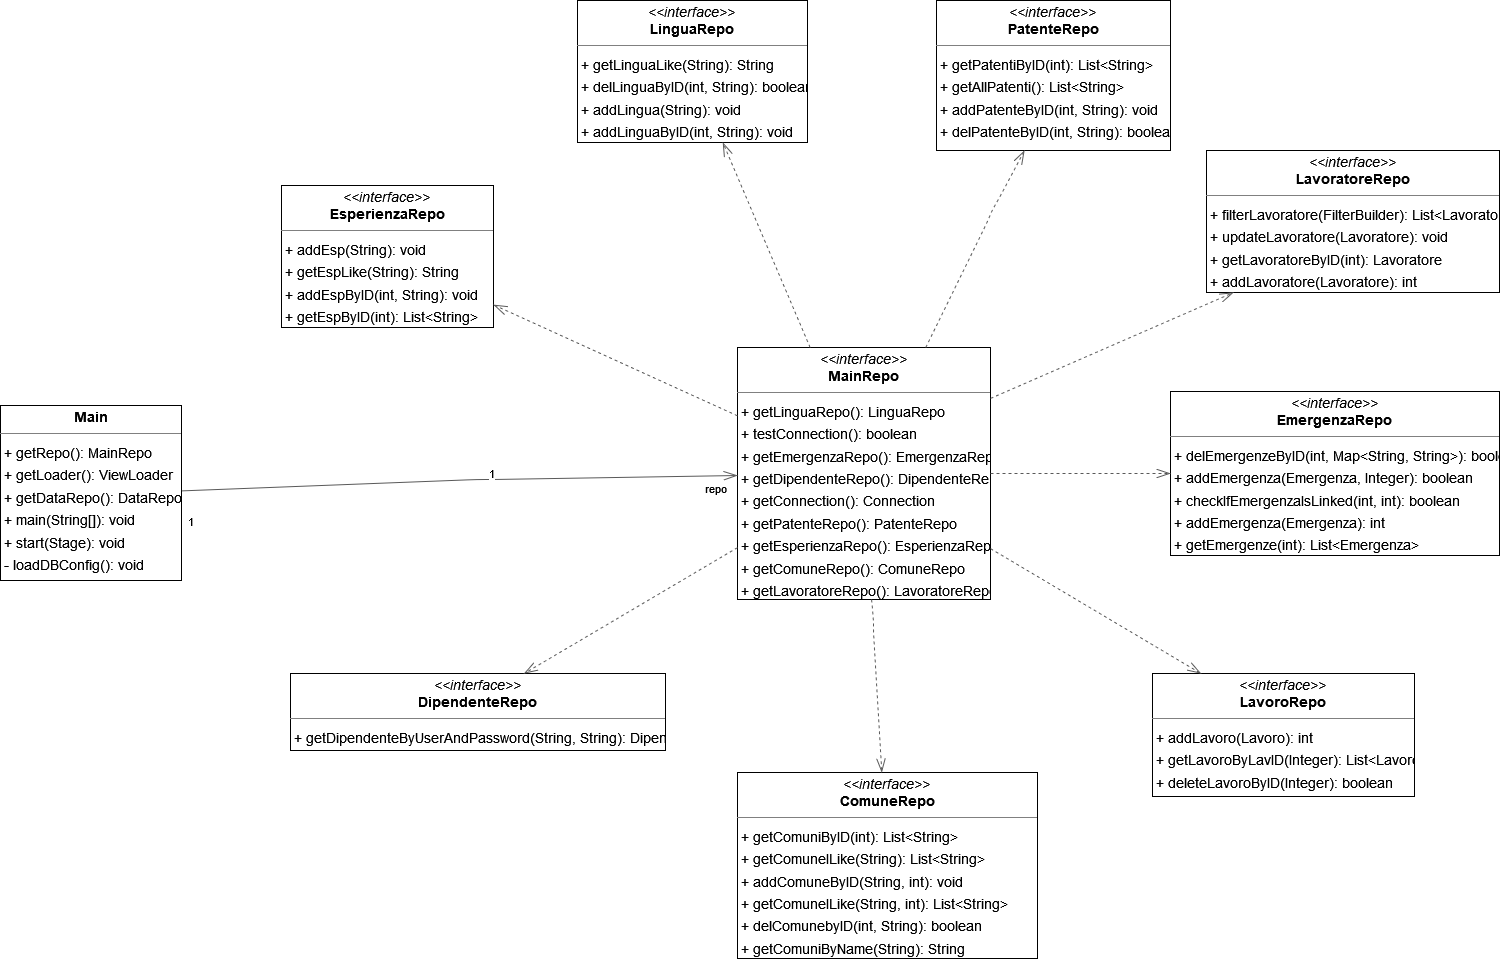 <<interface>>
LinguaRepo
+ getLinguaLike(String): String
+ delLinguaByID(int, String): boolean
+ addLingua(String): void
+ addLinguaByID(int, String): void
<<interface>>
PatenteRepo
+ getPatentiByID(int): List<String>
+ getAllPatenti(): List<String>
+ addPatenteByID(int, String): void
+ delPatenteByID(int, String): boolea
<<interface>>
LavoratoreRepo
+ filterLavoratore(FilterBuilder): List<Lavorato
+ updateLavoratore(Lavoratore): void
+ getLavoratoreByID(int): Lavoratore
+ addLavoratore(Lavoratore): int
<<interface>>
EsperienzaRepo
+ addEsp(String): void
+ getEspLike(String): String
+ addEspByID(int, String): void
+ getEspByID(int): List<String>
<<interface>>
MainRepo
+ getLinguaRepo(): LinguaRepo
+ testConnection(): boolean
+ getEmergenzaRepo(): EmergenzaRep
+ getDipendenteRepo(): DipendenteRe
+ getConnection(): Connection
+ getPatenteRepo(): PatenteRepo
+ getEsperienzaRepo(): EsperienzaRep
+ getComuneRepo(): ComuneRepo
+ getLavoratoreRepo(): LavoratoreRep
<<interface>>
EmergenzaRepo
+ delEmergenzeByID(int, Map<String, String>): bool
+ addEmergenza(Emergenza, Integer): boolean
+ checkIfEmergenzaIsLinked(int, int): boolean
+ addEmergenza(Emergenza): int
+ getEmergenze(int): List<Emergenza>
Main
+ getRepo(): MainRepo
+ getLoader(): ViewLoader
+ getDataRepo(): DataRepo
+ main(String[]): void
+ start(Stage): void
- loadDBConfig(): void
1
1
repo
<<interface>>
DipendenteRepo
+ getDipendenteByUserAndPassword(String, String): Dipen
<<interface>>
LavoroRepo
+ addLavoro(Lavoro): int
+ getLavoroByLavID(Integer): List<Lavor
+ deleteLavoroByID(Integer): boolean
<<interface>>
ComuneRepo
+ getComuniByID(int): List<String>
+ getComuneILike(String): List<String>
+ addComuneByID(String, int): void
+ getComuneILike(String, int): List<String>
+ delComunebyID(int, String): boolean
+ getComuniByName(String): String